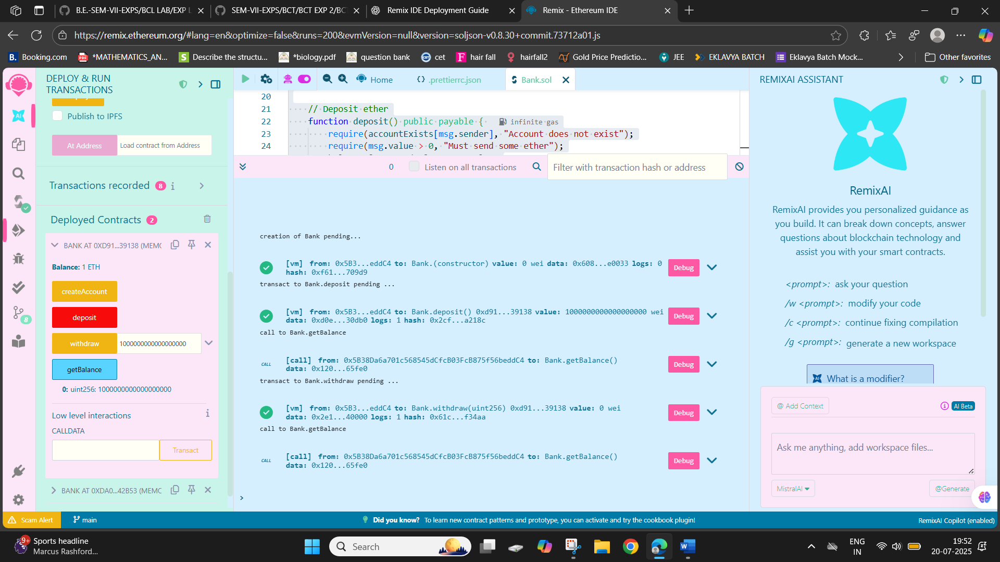 B.E.-SEM-VII-EXPS/BCL LAB/EXP L
SEM-VII-EXPS/BCT/BCT EXP 2/BC
Remix IDE Deployment Guide
Remix - Ethereum IDE
https://remix.ethereum.org/#lang=en&optimize=false&runs=200&evmVersion=null&version=soljson-v0.8.30+commit.73712a01.js
Booking.com
*MATHEMATICS_AN...
Describe the structu...
*biology.pdf
question bank
cet
hair fall
hairfall2
Gold Price Predictio...
JEE
EKLAVYA BATCH
Eklavya Batch Mock...
Other favorites
DEPLOY & RUN
TRANSACTIONS
Publish to IPFS
At Address
Load contract from Address
Transactions recorded 8 i
Deployed Contracts 2
BANK AT 0XD91...39138 (MEMO
Balance: 1 ETH
createAccount
deposit
withdraw
1000000000000000000
getBalance
0: uint256: 1000000000000000000
Low level interactions
CALLDATA
Transact
BANK AT 0XDA0...42B53 (MEMO
8
Home
{} .prettierrc.json
Bank.sol
20
21 // Deposit ether
22 function deposit() public payable { infinite gas
23 require(accountExists[msg.sender], "Account does not exist");
24 require(msg.value > 0, "Must send some ether");
0
Listen on all transactions
Filter with transaction hash or address
creation of Bank pending...
[vm] from: 0x5B3...eddC4 to: Bank.(constructor) value: 0 wei data: 0x608...e0033 logs: 0
hash: 0xf61...709d9
Debug
transact to Bank.deposit pending ...
[vm] from: 0x5B3...eddC4 to: Bank.deposit() 0xd91...39138 value: 1000000000000000000 wei
data: 0xd0e...30db0 logs: 1 hash: 0x2cf...a218c
Debug
call to Bank.getBalance
CALL
[call] from: 0x5B38Da6a701c568545dCfcB03FcB875f56beddC4 to: Bank.getBalance()
data: 0x120...65fe0
Debug
transact to Bank.withdraw pending ...
[vm] from: 0x5B3...eddC4 to: Bank.withdraw(uint256) 0xd91...39138 value: 0 wei
data: 0x2e1...40000 logs: 1 hash: 0x61c...f34aa
Debug
call to Bank.getBalance
CALL
[call] from: 0x5B38Da6a701c568545dCfcB03FcB875f56beddC4 to: Bank.getBalance()
data: 0x120...65fe0
Debug
>
REMIXAI ASSISTANT
RemixAI
RemixAI provides you personalized guidance as
you build. It can break down concepts, answer
questions about blockchain technology and
assist you with your smart contracts.
<prompt>: ask your question
/w <prompt>: modify your code
/c <prompt>: continue fixing compilation
/g <prompt>: generate a new workspace
AI What is a modifier?
@ Add Context
AI Beta
Ask me anything, add workspace files...
MistralAI
@Generate
Scam Alert
main
Did you know? To learn new contract patterns and prototype, you can activate and try the cookbook plugin!
RemixAI Copilot (enabled)
9+
Sports headline
Marcus Rashford...
Search
ENG
IN
19:52
20-07-2025